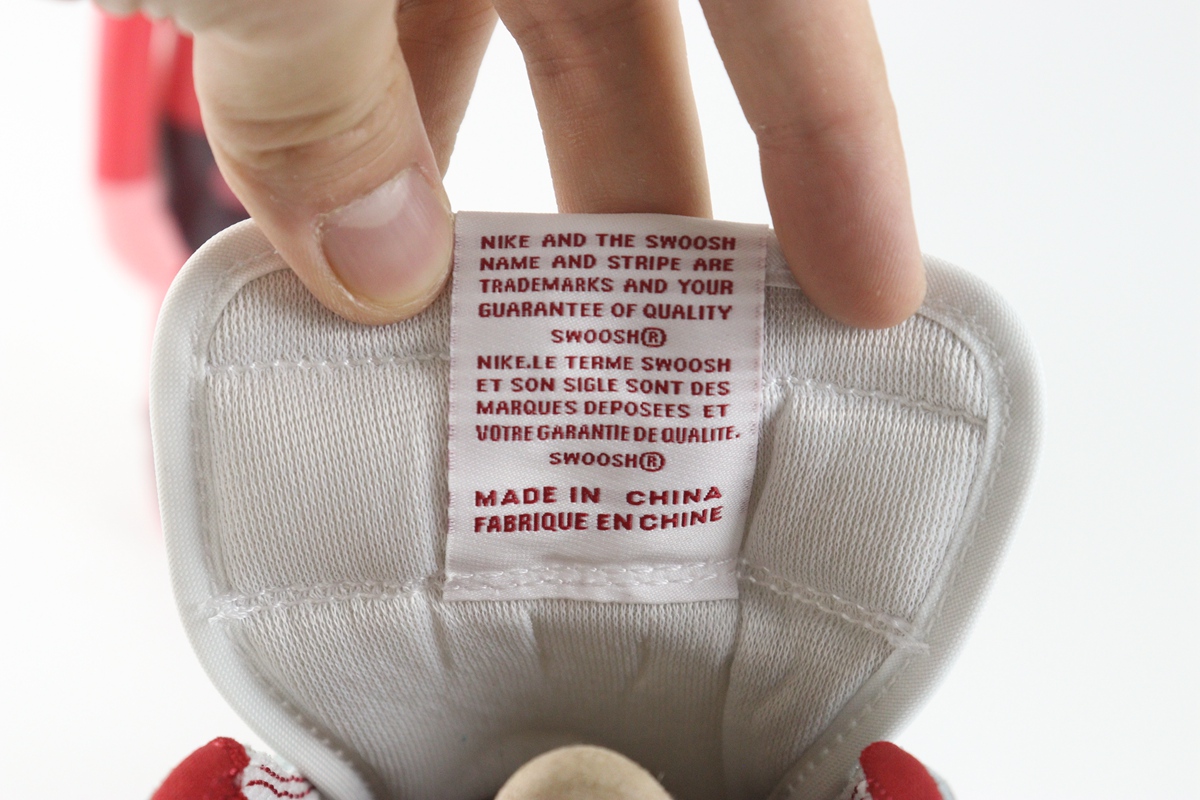 NIKE AND THE SWOOSH
NAME AND STRIPE ARE
TRADEMARKS AND YOUR
GUARANTEE OF QUALITY
SWOOSH®
NIKE.LE TERME SWOOSH
ET SON SIGLE SONT DES
MARQUES DEPOSEES ET
VOTRE GARANTIE DE QUALITE.
SWOOSH®
MADE IN CHINA
FABRIQUE EN CHINE